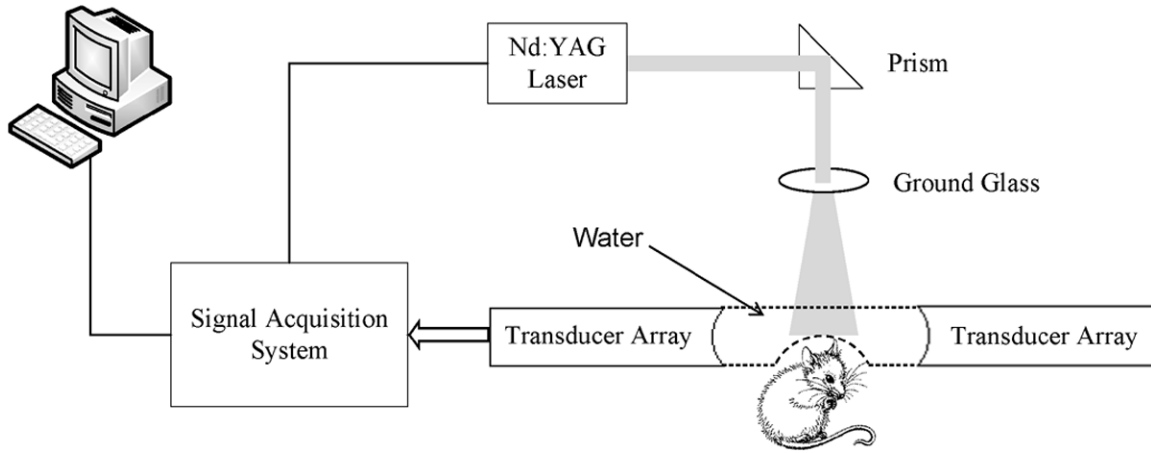 Nd:YAG
Laser
Prism
Ground Glass
Water
Signal Acquisition
System
Transducer Array
Transducer Array